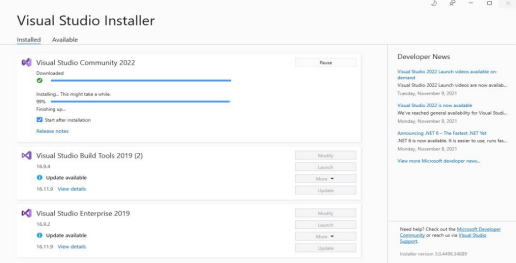 Visual Studio Installer
Installed Available
Visual Studio Community 2022
Pause
Downloaded
Installing... This might take a while.
99%
Finishing up...
Start after installation
Release notes
Visual Studio Build Tools 2019 (2)
Modify
16.9.4
Launch
Update available
More
16.11.9 View details
Update
Visual Studio Enterprise 2019
Modify
16.9.2
Launch
Update available
More
16.11.9 View details
Update
Developer News
Visual Studio 2022 Launch videos available on-
demand
Visual Studio 2022 Launch videos are now availab...
Tuesday, November 9, 2021
Visual Studio 2022 is now available
We've reached general availability for Visual Studi...
Monday, November 8, 2021
Announcing .NET 6 - The Fastest .NET Yet
.NET 6 is now available. It is easier to use, runs fas...
Monday, November 8, 2021
View more Microsoft developer news...
Need help? Check out the Microsoft Developer
Community or reach us via Visual Studio
Support.
Installer version